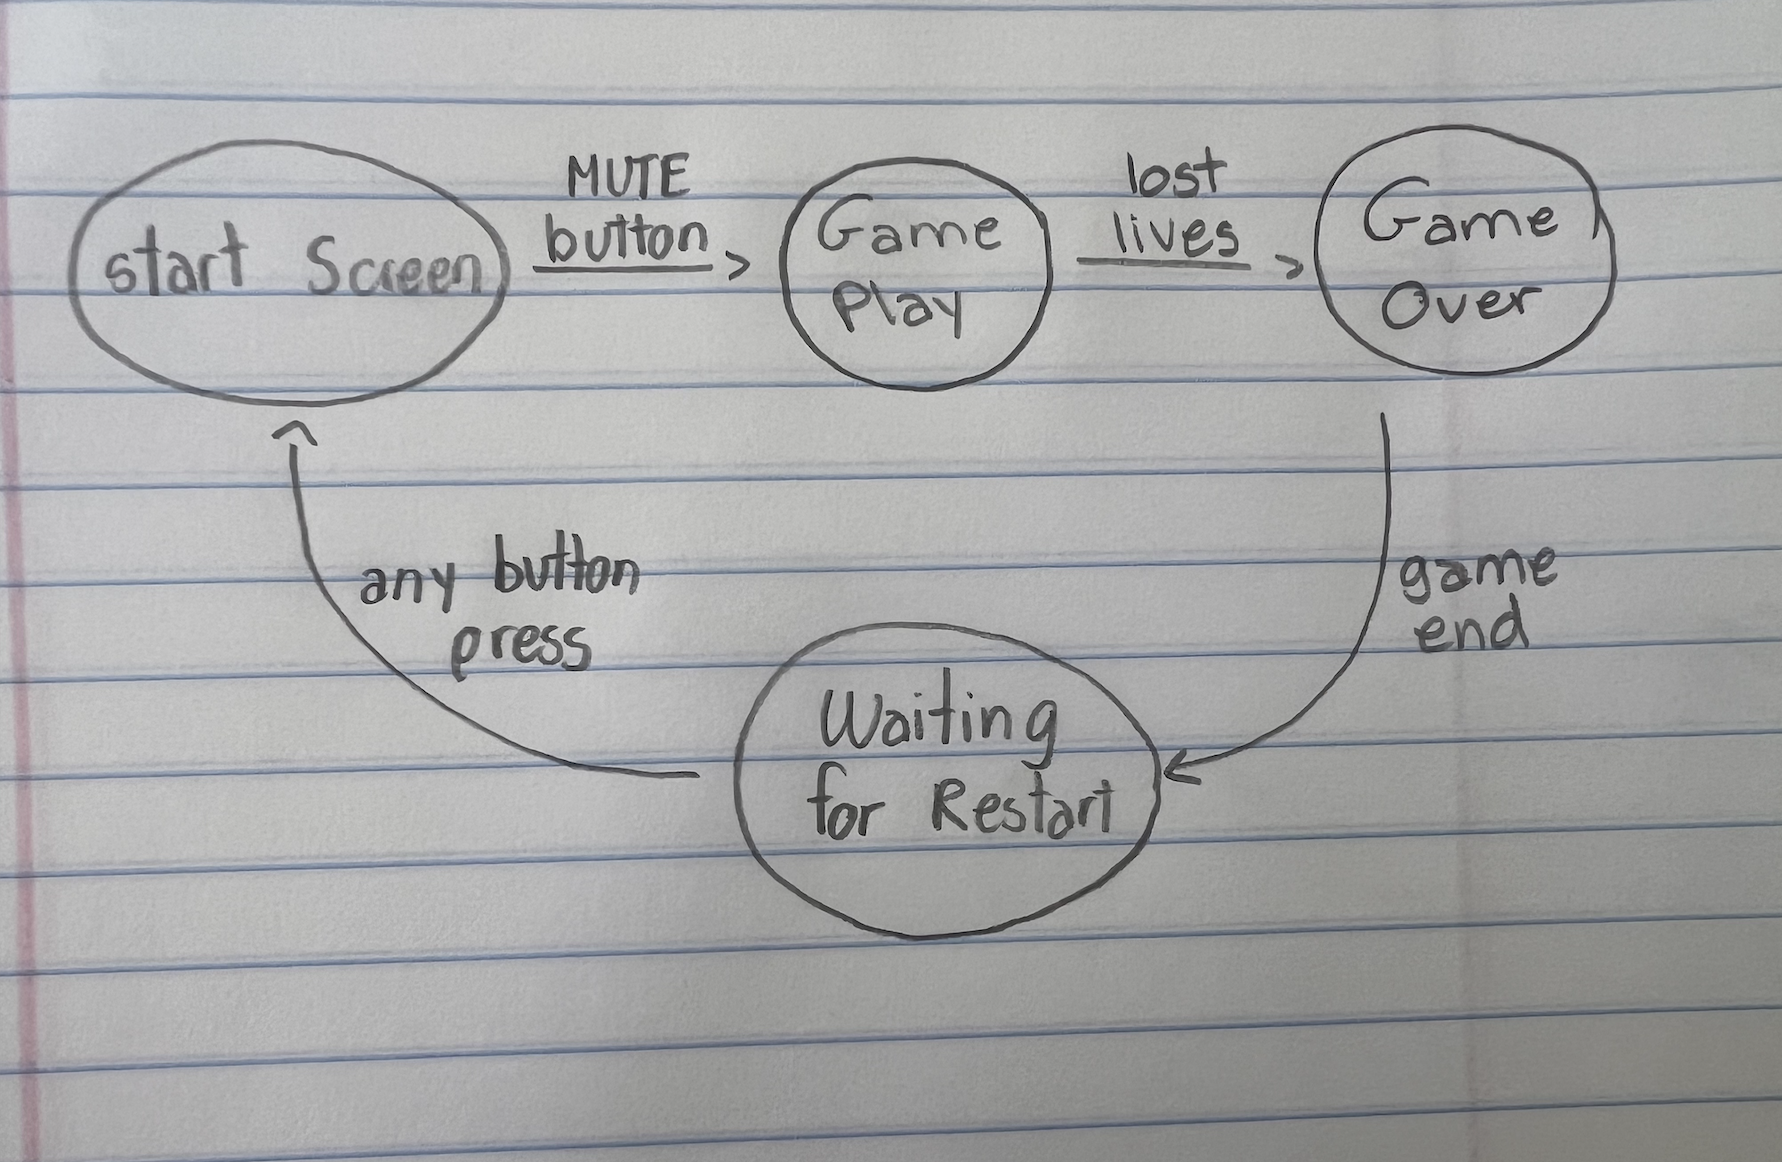 start Screen
MUTE
button
Game
Play
lost
lives
Game
Over
any button
press
game
end
Waiting
for Restart